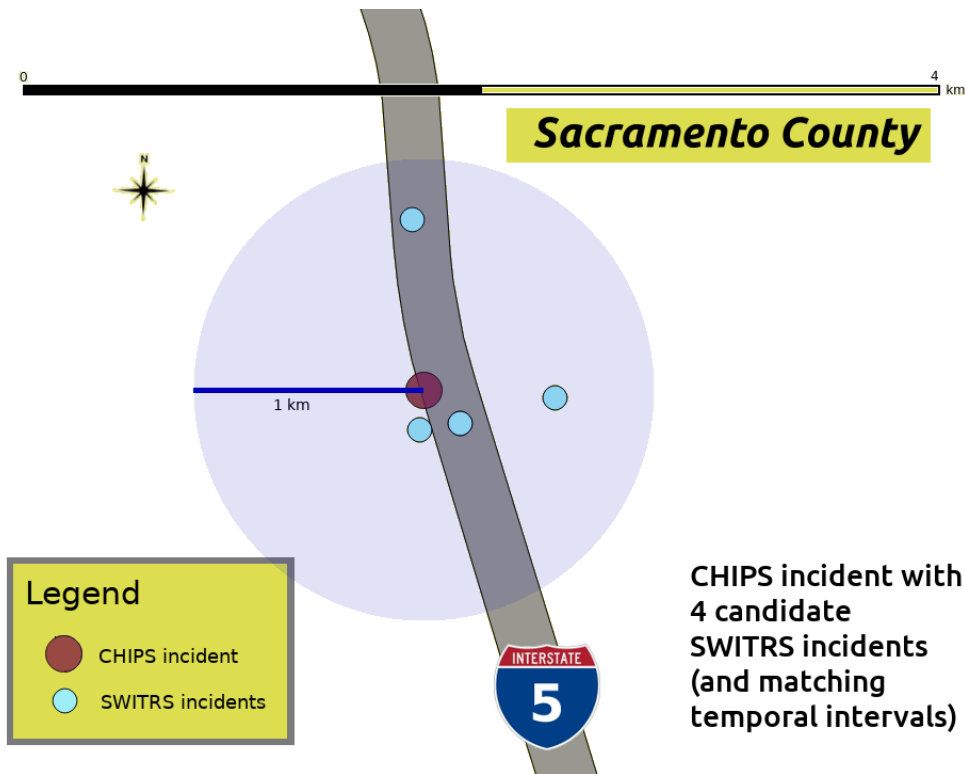 0
4
km
Sacramento County
N
1 km
Legend
CHIPS incident
SWITRS incidents
INTERSTATE
5
CHIPS incident with
4 candidate
SWITRS incidents
(and matching
temporal intervals)